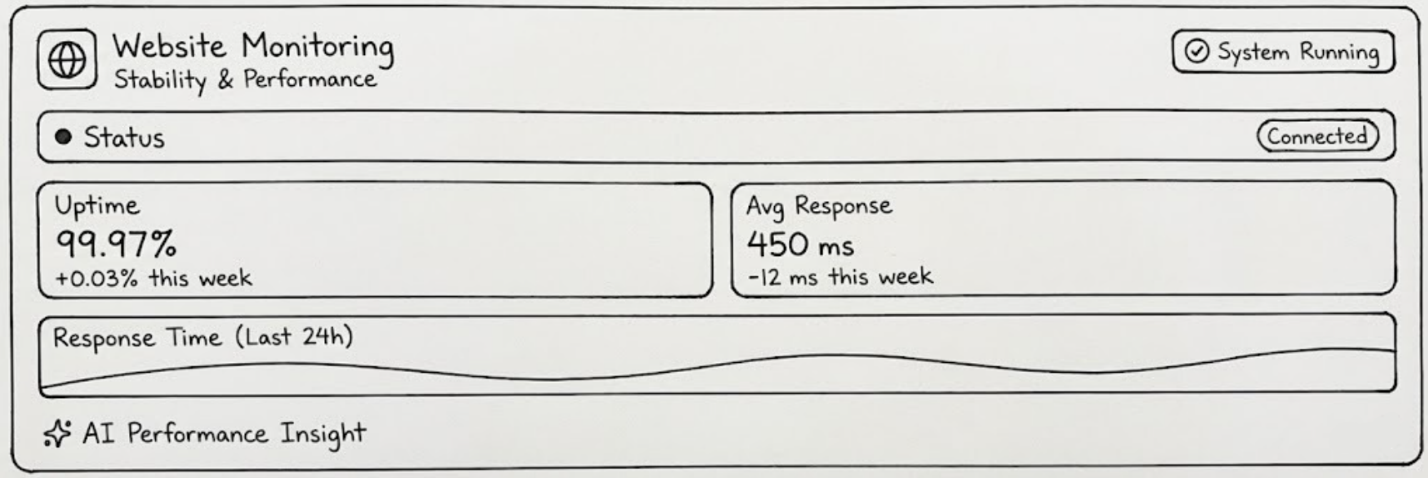 Website Monitoring
Stability & Performance
System Running
Status
Connected
Uptime
99.97%
+0.03% this week
Avg Response
450 ms
-12 ms this week
Response Time (Last 24h)
AI Performance Insight